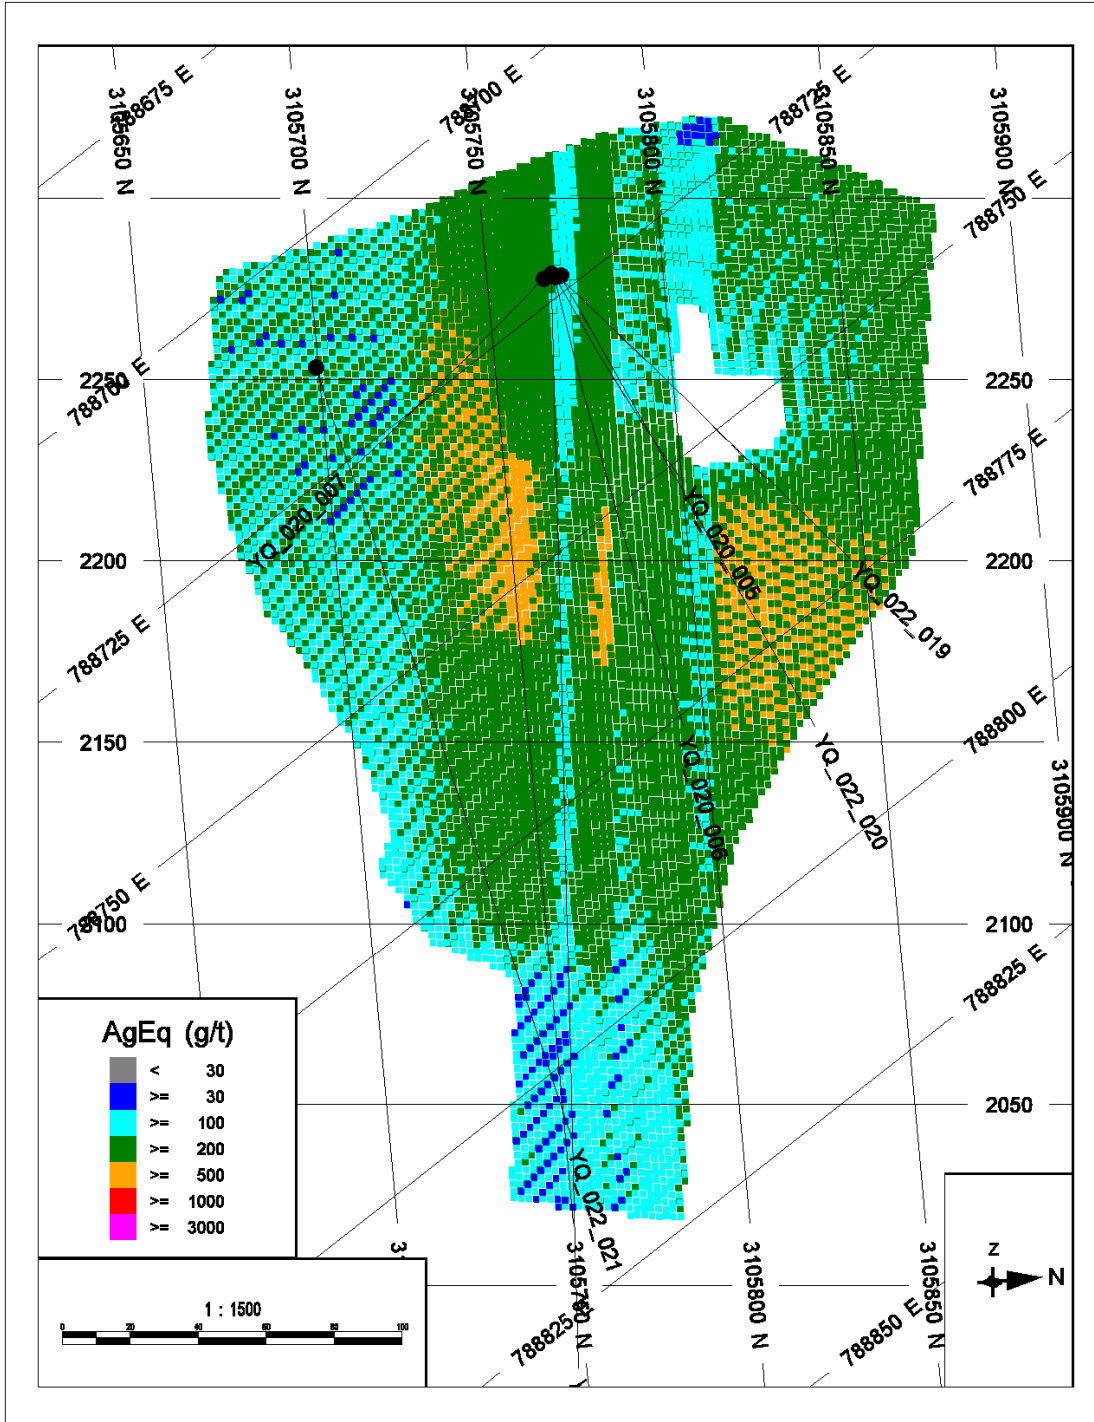 788675 E
788700 E
788725 E
3105650 N
3105700 N
3105750 N
3105800 N
3105850 N
3105900 N
788750 E
2250
2250
788700 E
788775 E
YQ_020_007
YQ_020_005
2200
2200
YQ_022_019
788725 E
788800 E
2150
2150
YQ_020_006
YQ_022_020
3105900 N
788750 E
2100
2100
788825 E
AgEq (g/t)
< 30
>= 30
>= 100
>= 200
>= 500
>= 1000
>= 3000
2050
YQ_022_021
3105800 N
3105850 N
788825 E
788850 E
Z
N
1 : 1500
0 20 40 60 80 100